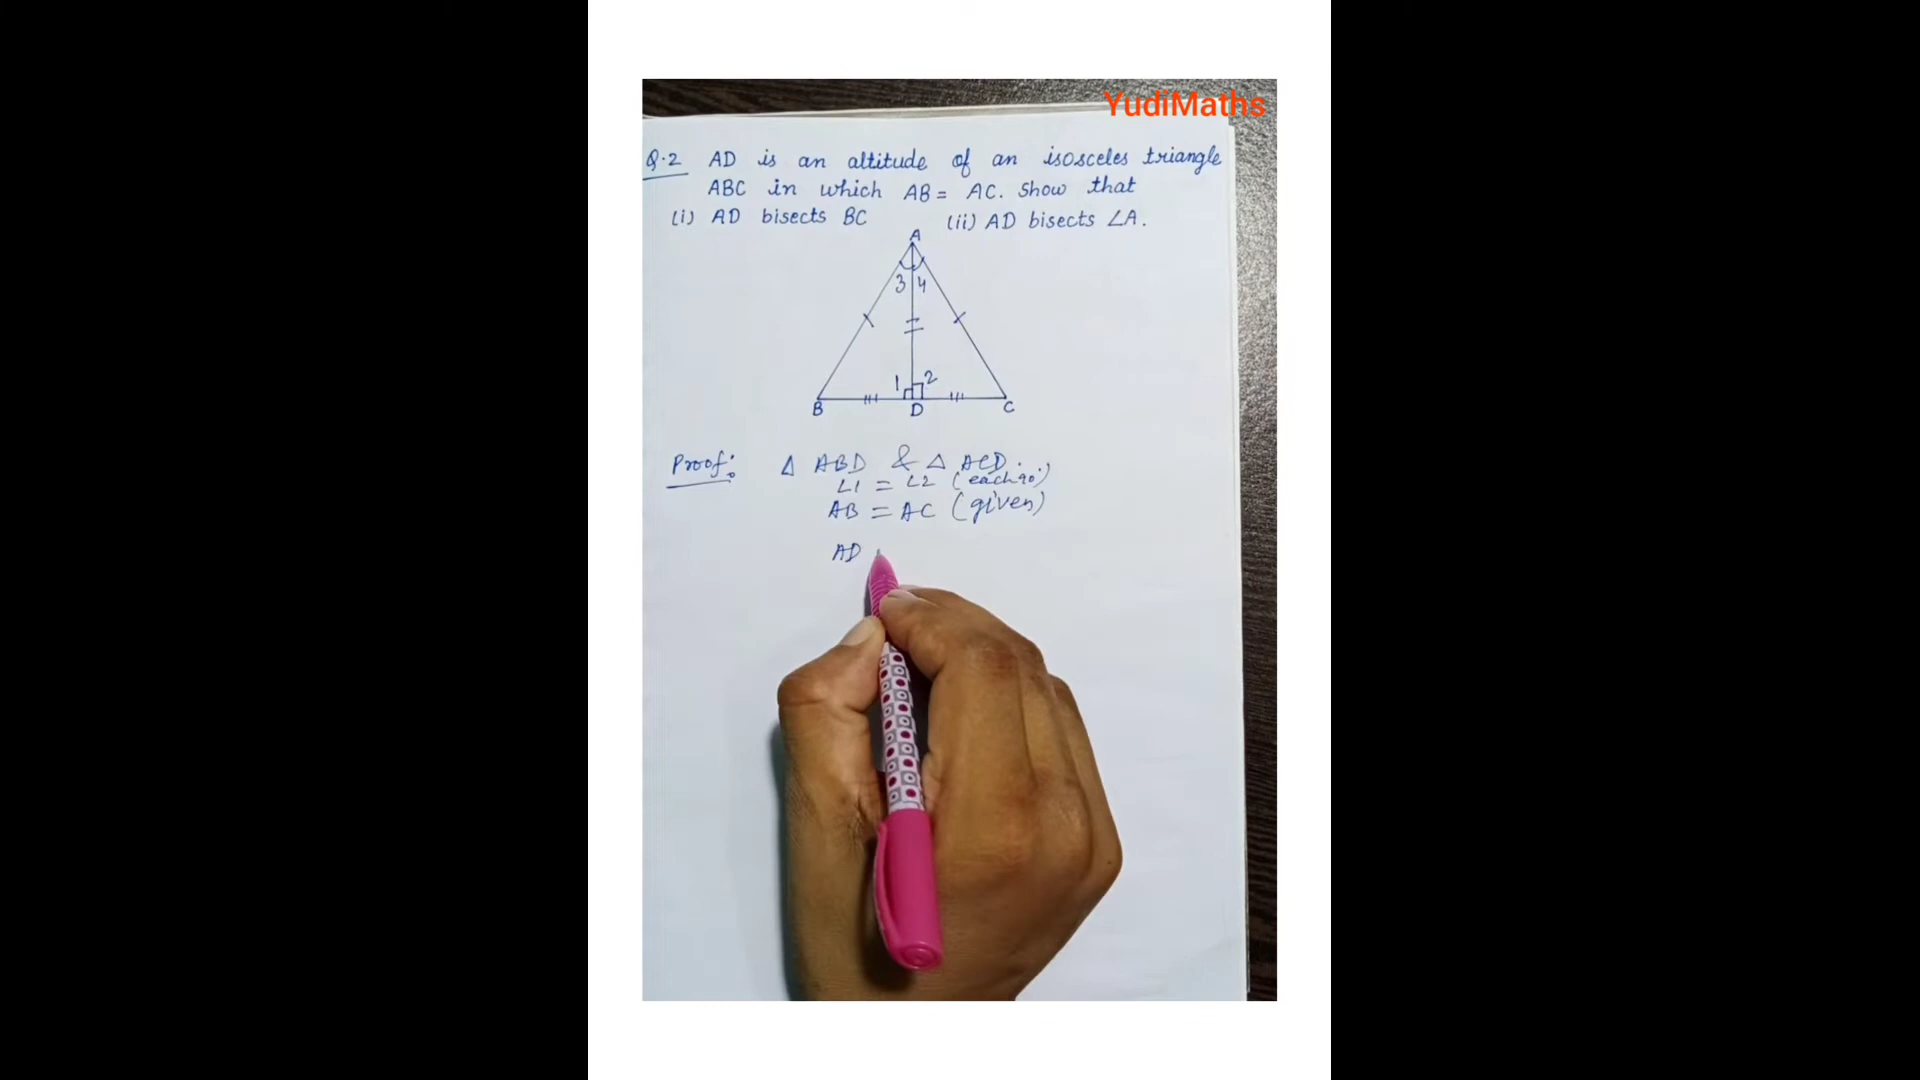 YudiMaths
Q.2 AD is an altitude of an isosceles triangle
ABC in which AB = AC. Show that
(i) AD bisects BC (ii) AD bisects ∠A.
A
3 4
1 2
B D C
Proof: Δ ABD & Δ ACD.
∠1 = ∠2 (each 90°)
AB = AC (given)
AD